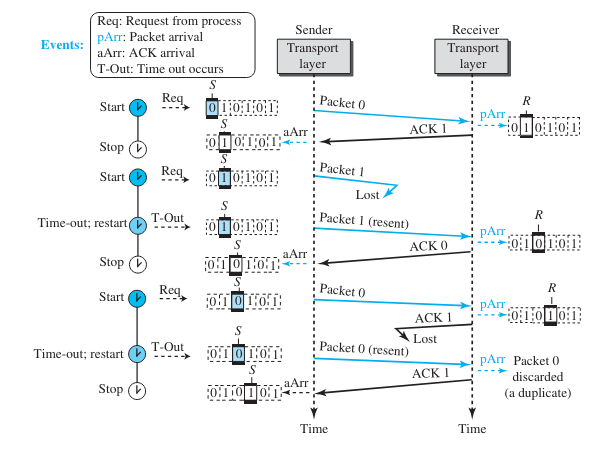 Events:
Req: Request from process
pArr: Packet arrival
aArr: ACK arrival
T-Out: Time out occurs
Sender
Transport
layer
Receiver
Transport
layer
Start
Req
S
0 1 0 1 0 1
Packet 0
pArr
R
0 1 0 1 0 1
Stop
S
0 1 0 1 0 1
aArr
ACK 1
Start
Req
S
0 1 0 1 0 1
Packet 1
Lost
Time-out; restart
T-Out
S
0 1 0 1 0 1
Packet 1 (resent)
pArr
R
0 1 0 1 0 1
Stop
S
0 1 0 1 0 1
aArr
ACK 0
Start
Req
S
0 1 0 1 0 1
Packet 0
pArr
R
0 1 0 1 0 1
ACK 1
Lost
Time-out; restart
T-Out
S
0 1 0 1 0 1
Packet 0 (resent)
pArr
Packet 0
discarded
(a duplicate)
Stop
S
0 1 0 1 0 1
aArr
ACK 1
Time
Time